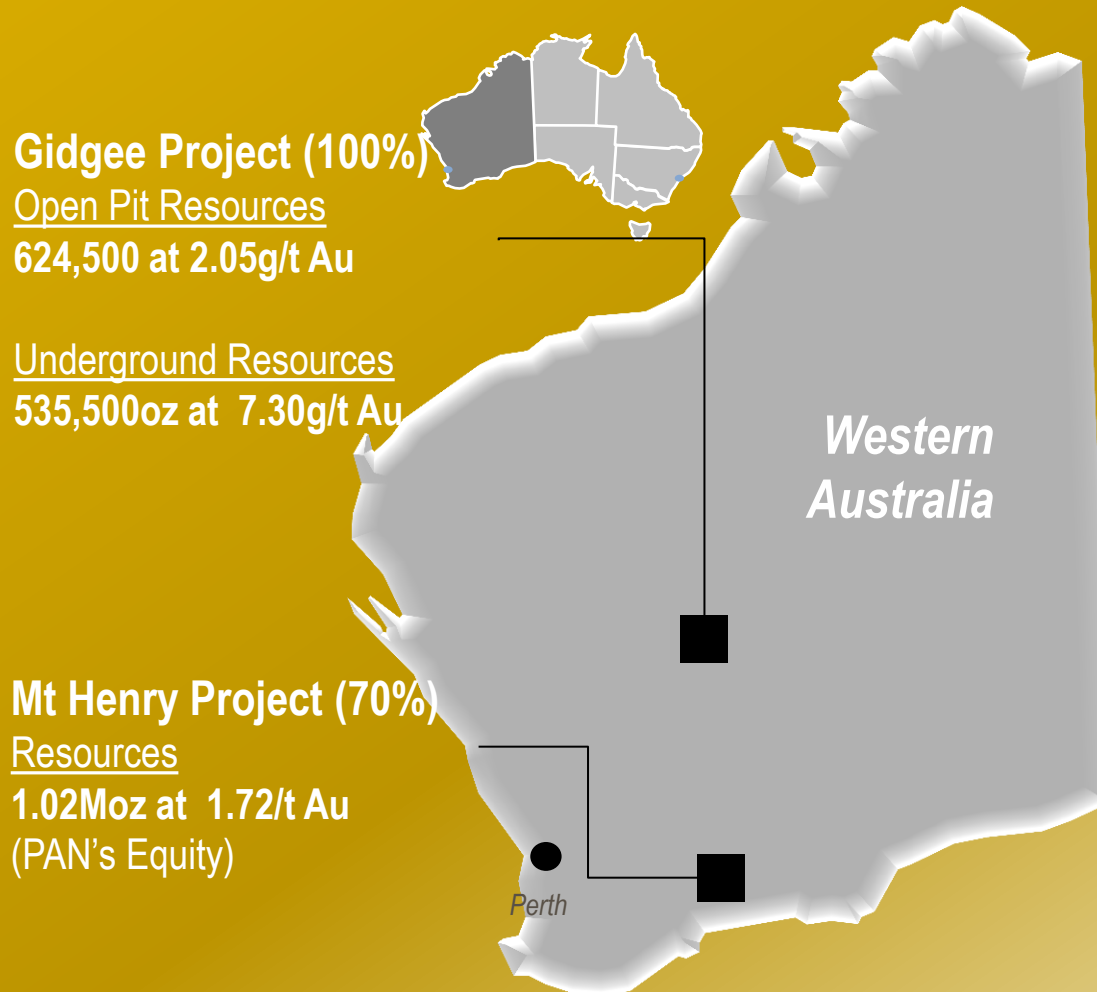 Gidgee Project (100%)
Open Pit Resources
624,500 at 2.05g/t Au
Underground Resources
535,500oz at 7.30g/t Au
Western
Australia
Mt Henry Project (70%)
Resources
1.02Moz at 1.72/t Au
(PAN's Equity)
Perth